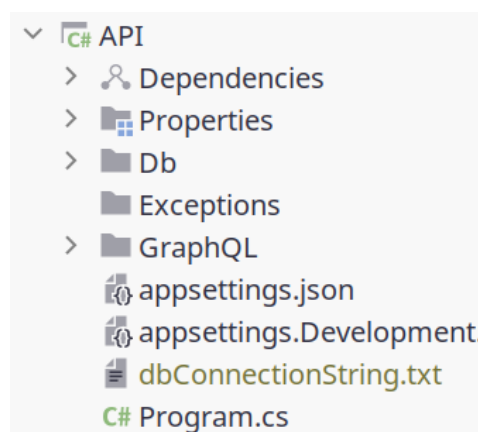 C# API
Dependencies
Properties
Db
Exceptions
GraphQL
{} appsettings.json
{} appsettings.Development.
dbConnectionString.txt
C# Program.cs